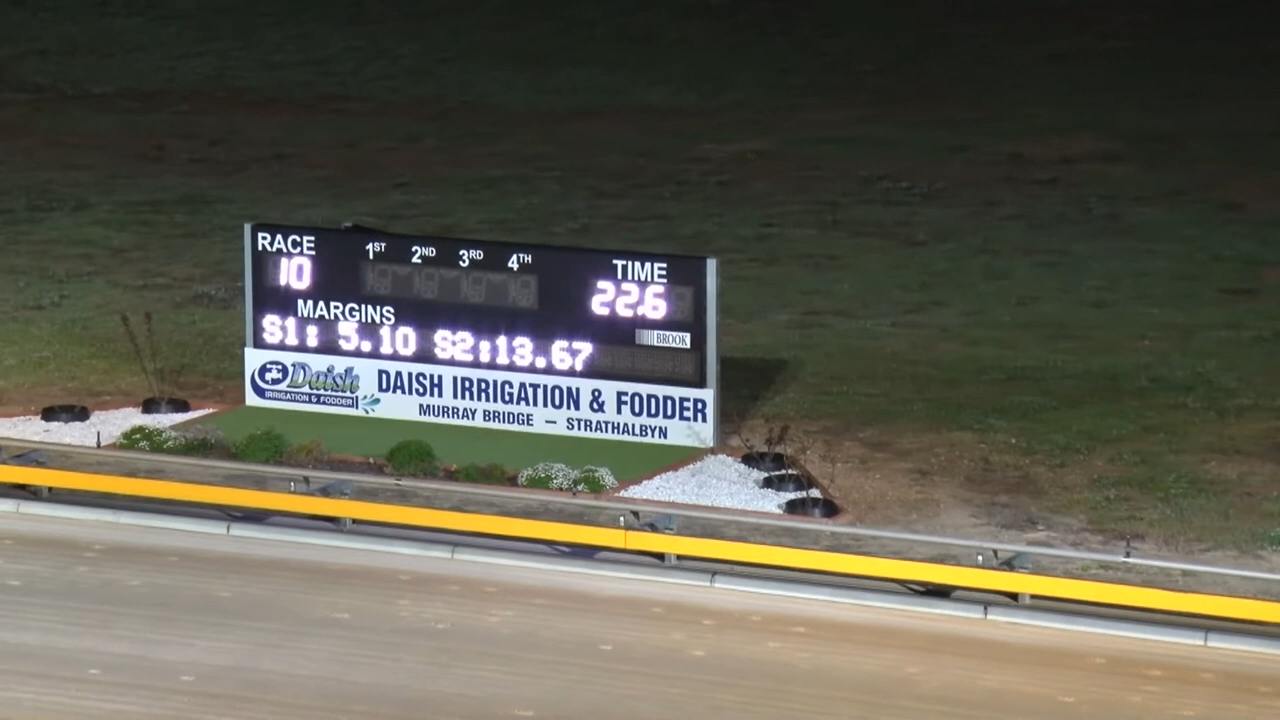 RACE 1ST 2ND 3RD 4TH TIME
10 22.6
MARGINS
S1: 5.10 S2:13.67
BROOK
Daish
IRRIGATION & FODDER
DAISH IRRIGATION & FODDER
MURRAY BRIDGE — STRATHALBYN